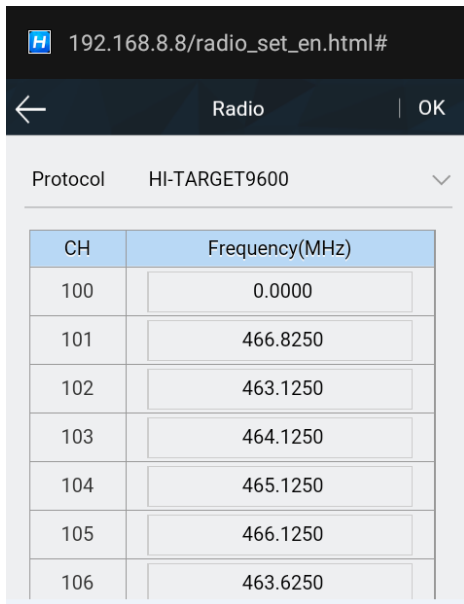 H 192.168.8.8/radio_set_en.html#
Radio | OK
Protocol HI-TARGET9600
CH Frequency(MHz)
100 0.0000
101 466.8250
102 463.1250
103 464.1250
104 465.1250
105 466.1250
106 463.6250